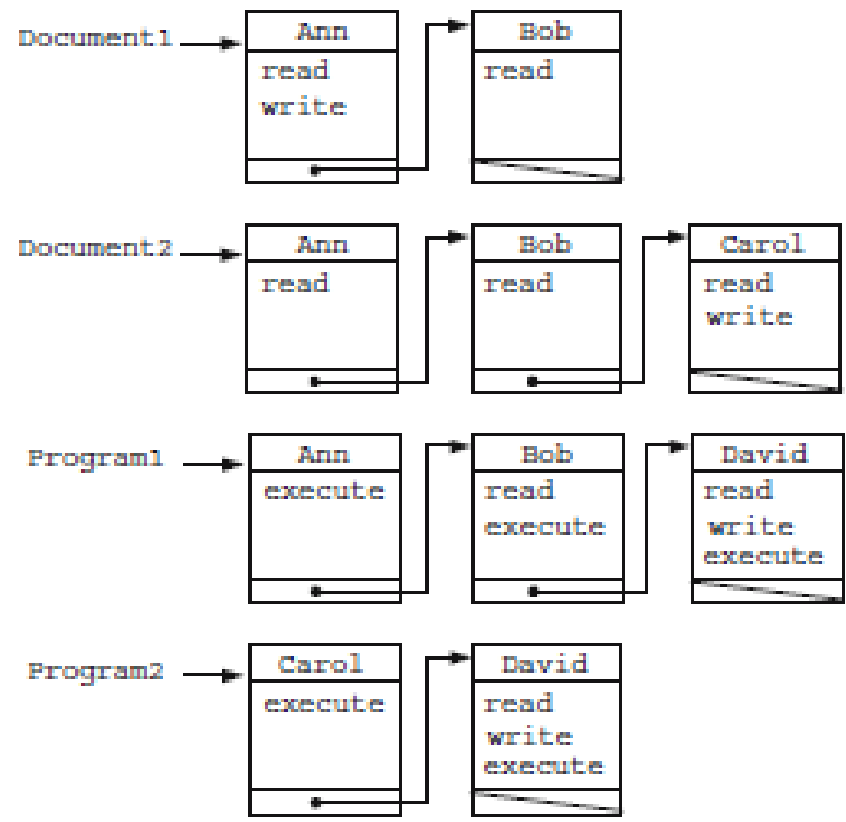 Document1
Ann
read
write
Bob
read
Document2
Ann
read
Bob
read
Carol
read
write
Program1
Ann
execute
Bob
read
execute
David
read
write
execute
Program2
Carol
execute
David
read
write
execute